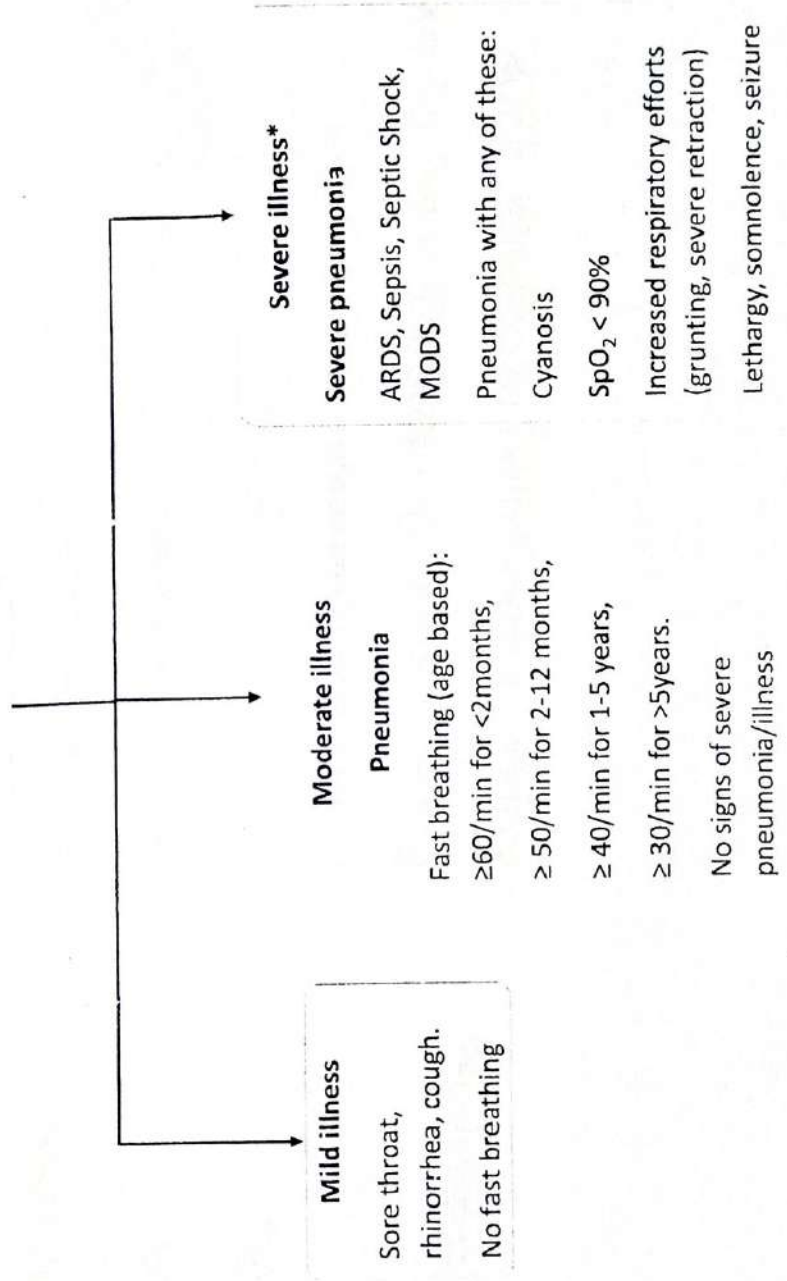 Mild illness
Sore throat,
rhinorrhea, cough.
No fast breathing
Moderate illness
Pneumonia
Fast breathing (age based):
≥60/min for <2months,
≥ 50/min for 2-12 months,
≥ 40/min for 1-5 years,
≥ 30/min for >5years.
No signs of severe
pneumonia/illness
Severe illness*
Severe pneumonia
ARDS, Sepsis, Septic Shock,
MODS
Pneumonia with any of these:
Cyanosis
SpO₂ < 90%
Increased respiratory efforts
(grunting, severe retraction)
Lethargy, somnolence, seizure